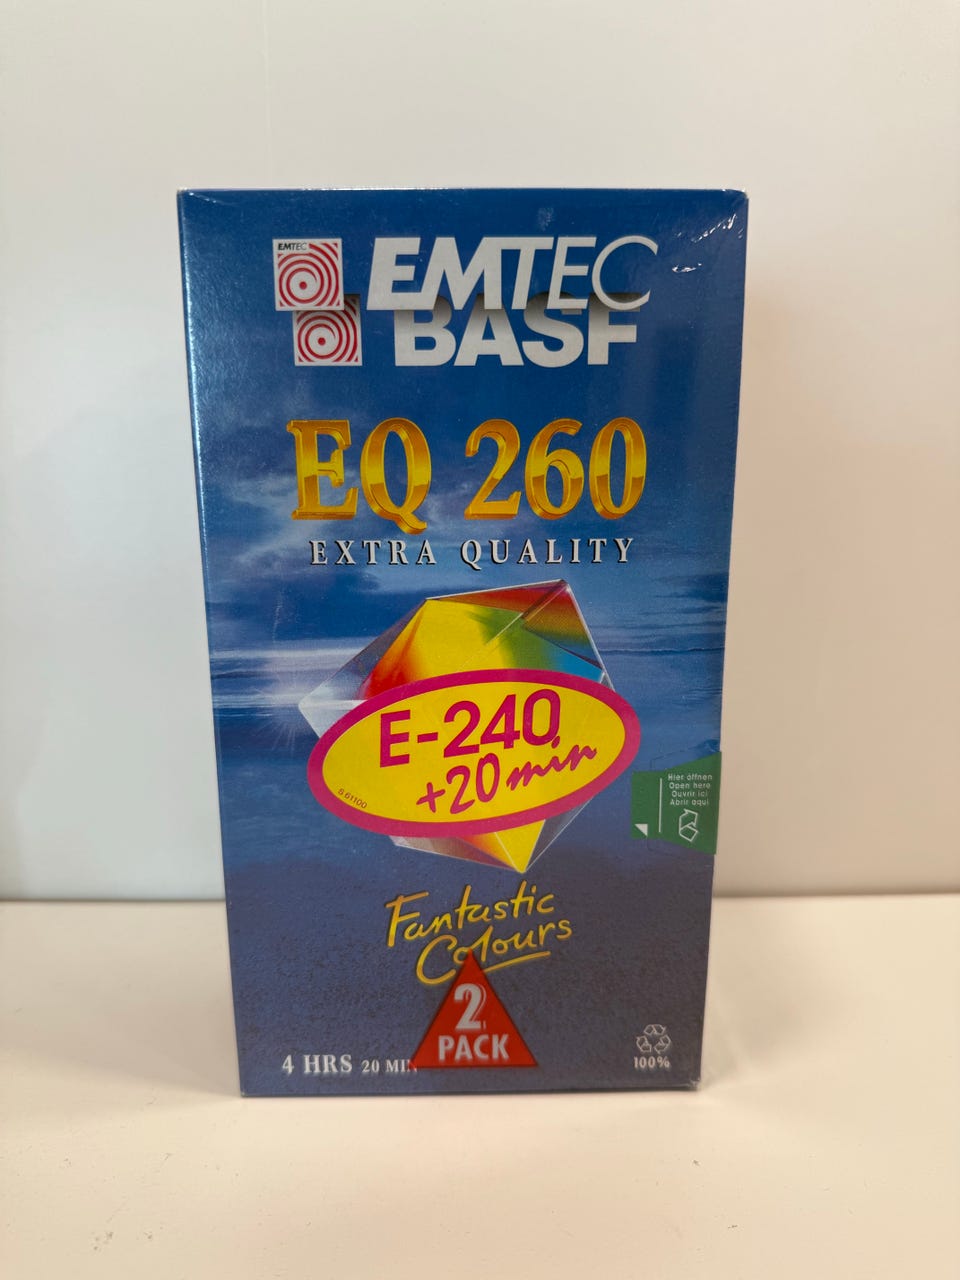 EMTEC
EMTEC
BASF
EQ 260
EXTRA QUALITY
E-240
+20 min
S 61100
Hier öffnen
Open here
Ouvrir ici
Abrir aqui
Fantastic
Colours
2
PACK
4 HRS 20 MIN
100%